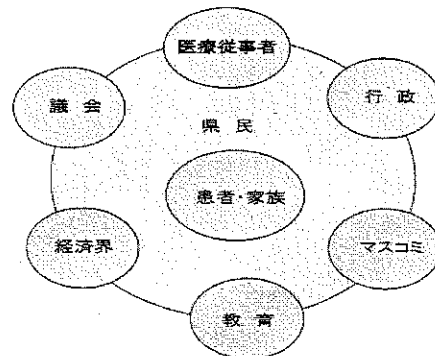 医療従事者
議会
行政
県民
患者・家族
経済界
マスコミ
教育